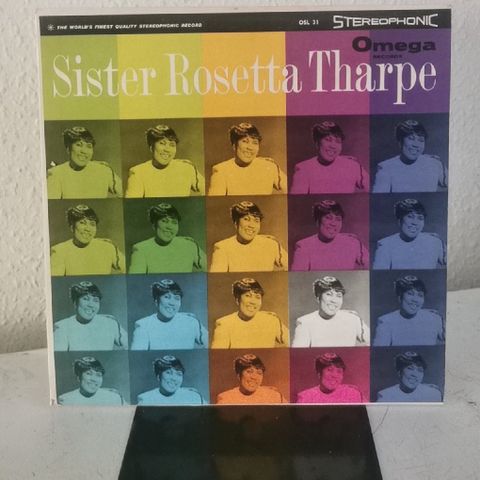 ★ THE WORLD'S FINEST QUALITY STEREOPHONIC RECORD OSL 31 STEREOPHONIC
Omega
RECORDS
Sister Rosetta Tharpe